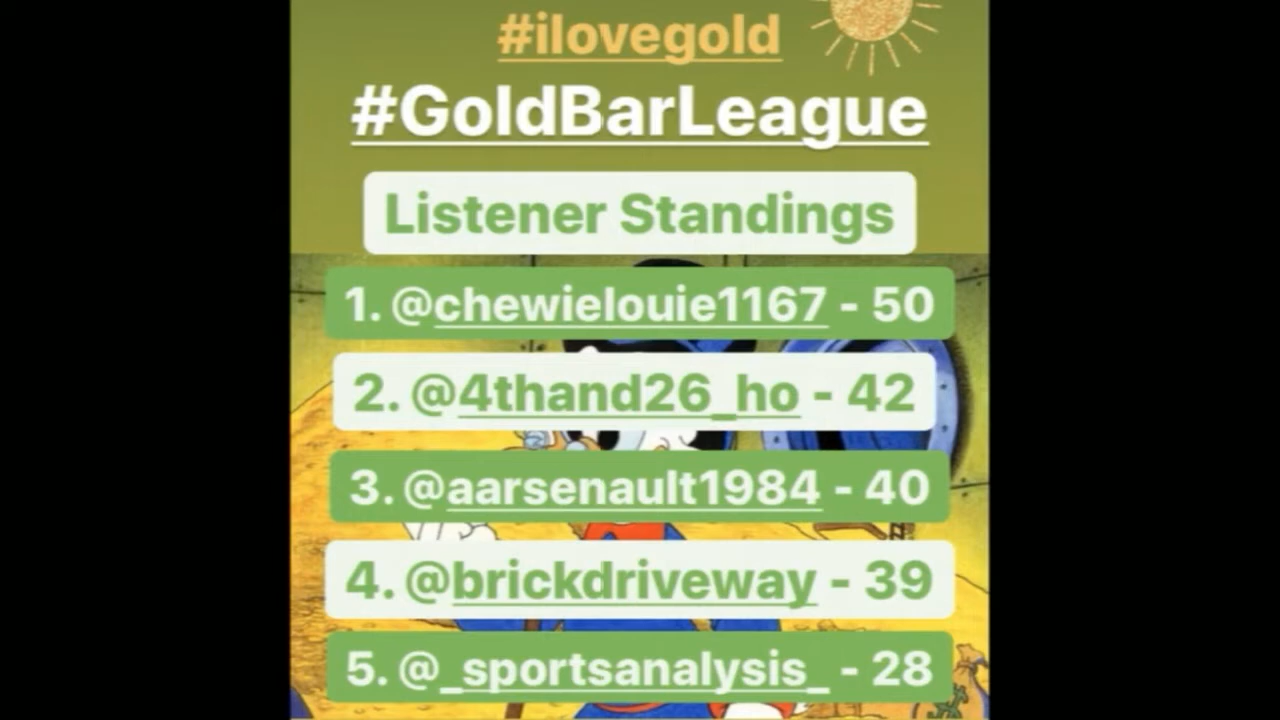 #ilovegold
#GoldBarLeague
Listener Standings
1. @chewielouie1167 - 50
2. @4thand26_ho - 42
3. @aarsenault1984 - 40
4. @brickdriveway - 39
5. @_sportsanalysis_ - 28